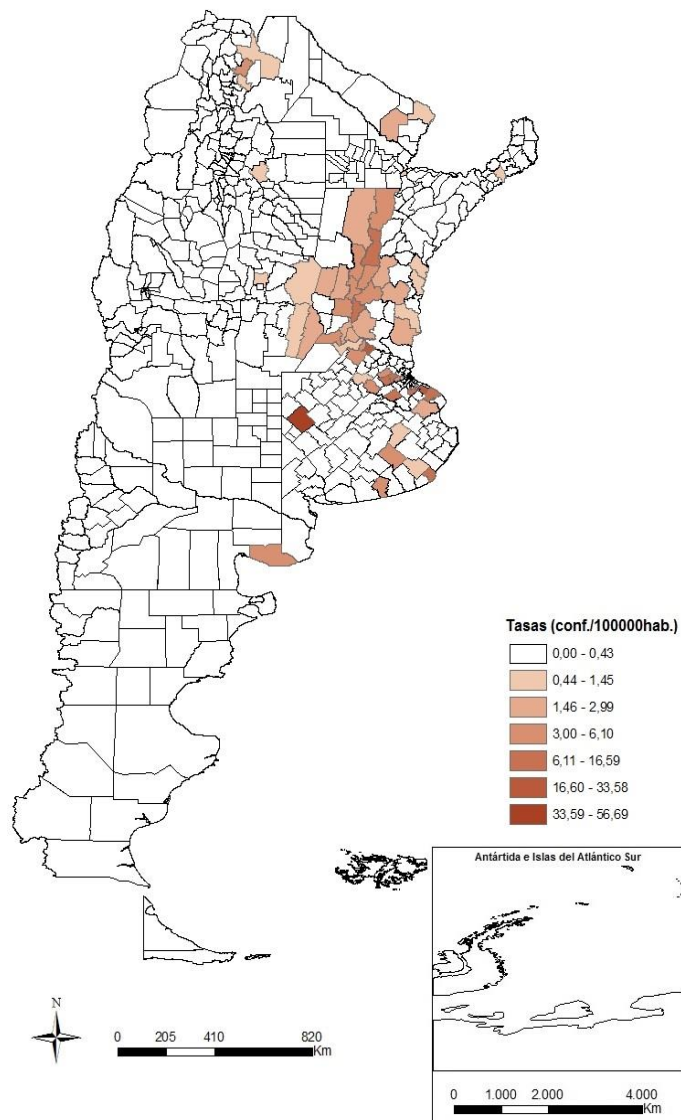 Tasas (conf./100000hab.)
0,00 - 0,43
0,44 - 1,45
1,46 - 2,99
3,00 - 6,10
6,11 - 16,59
16,60 - 33,58
33,59 - 56,69
Antártida e Islas del Atlántico Sur
N
0 205 410 820
Km
0 1.000 2.000 4.000
Km